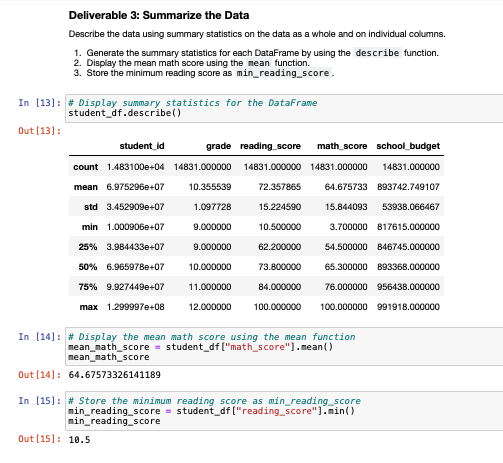 Deliverable 3: Summarize the Data
Describe the data using summary statistics on the data as a whole and on individual columns.
1. Generate the summary statistics for each DataFrame by using the describe function.
2. Display the mean math score using the mean function.
3. Store the minimum reading score as min_reading_score.
In [13]: # Display summary statistics for the DataFrame
student_df.describe()
Out[13]:
student_id grade reading_score math_score school_budget
count 1.483100e+04 14831.000000 14831.000000 14831.000000 14831.000000
mean 6.975296e+07 10.355539 72.357865 64.675733 893742.749107
std 3.452909e+07 1.097728 15.224590 15.844093 53938.066467
min 1.000906e+07 9.000000 10.500000 3.700000 817615.000000
25% 3.984433e+07 9.000000 62.200000 54.500000 846745.000000
50% 6.965978e+07 10.000000 73.800000 65.300000 893368.000000
75% 9.927449e+07 11.000000 84.000000 76.000000 956438.000000
max 1.299997e+08 12.000000 100.000000 100.000000 991918.000000
In [14]: # Display the mean math score using the mean function
mean_math_score = student_df["math_score"].mean()
mean_math_score
Out[14]: 64.67573326141189
In [15]: # Store the minimum reading score as min_reading_score
min_reading_score = student_df["reading_score"].min()
min_reading_score
Out[15]: 10.5